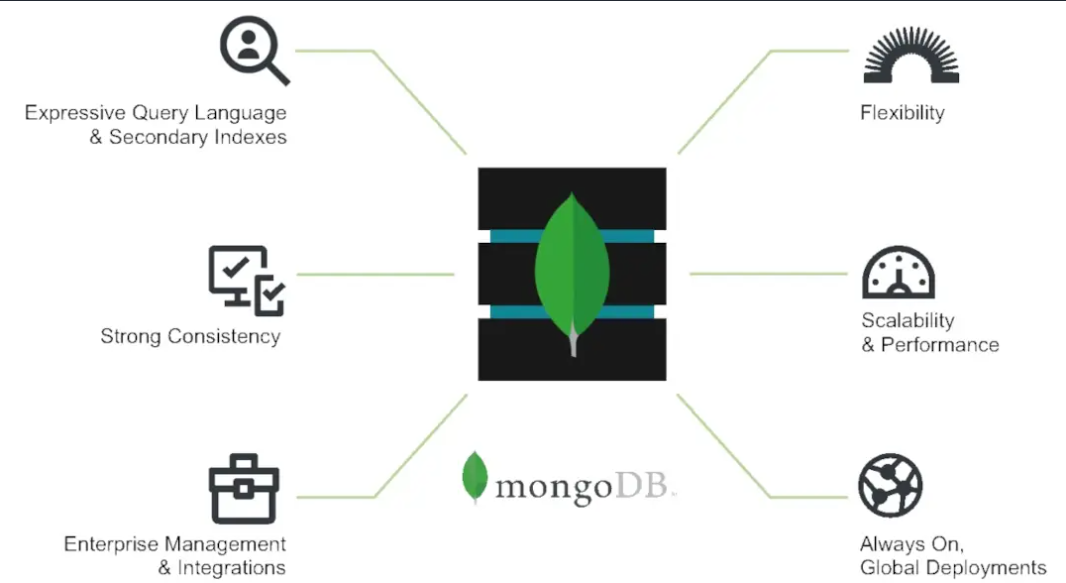 Expressive Query Language
& Secondary Indexes
Flexibility
Strong Consistency
Scalability
& Performance
Enterprise Management
& Integrations
mongoDB
Always On,
Global Deployments